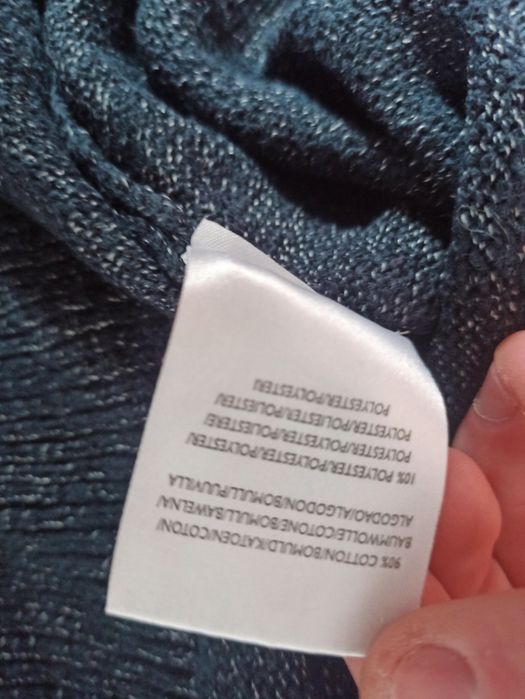 90% COTTON/BOMULD/KATOEN/COTON/
BAUMWOLLE/COTONE/BOMULL/BAWELNA/
ALGODAO/ALGODON/BOMULL/PUUVILLA
10% POLYESTER/POLYESTER/POLYESTER/
POLYESTER/POLYESTER/POLIESTERE/
POLYESTER/POLIESTER/POLIESTER/
POLYESTER/POLYESTER